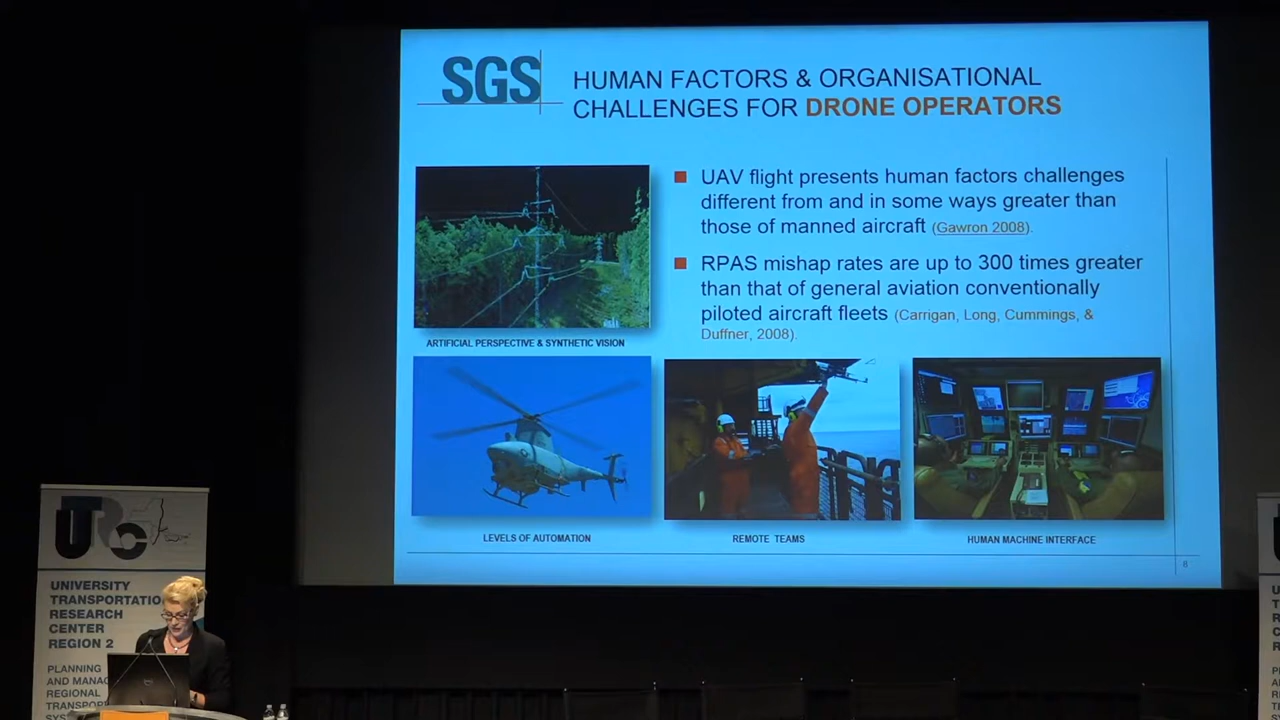 SGS
HUMAN FACTORS & ORGANISATIONAL
CHALLENGES FOR DRONE OPERATORS
UAV flight presents human factors challenges
different from and in some ways greater than
those of manned aircraft (Gawron 2008).
RPAS mishap rates are up to 300 times greater
than that of general aviation conventionally
piloted aircraft fleets (Carrigan, Long, Cummings, &
Duffner, 2008).
ARTIFICIAL PERSPECTIVE & SYNTHETIC VISION
LEVELS OF AUTOMATION
REMOTE TEAMS
HUMAN MACHINE INTERFACE
UTRC
UNIVERSITY
TRANSPORTATIO
RESEARCH
CENTER
REGION 2
PLANNING
AND MANA
REGIONAL
TRANSPOR
SYS